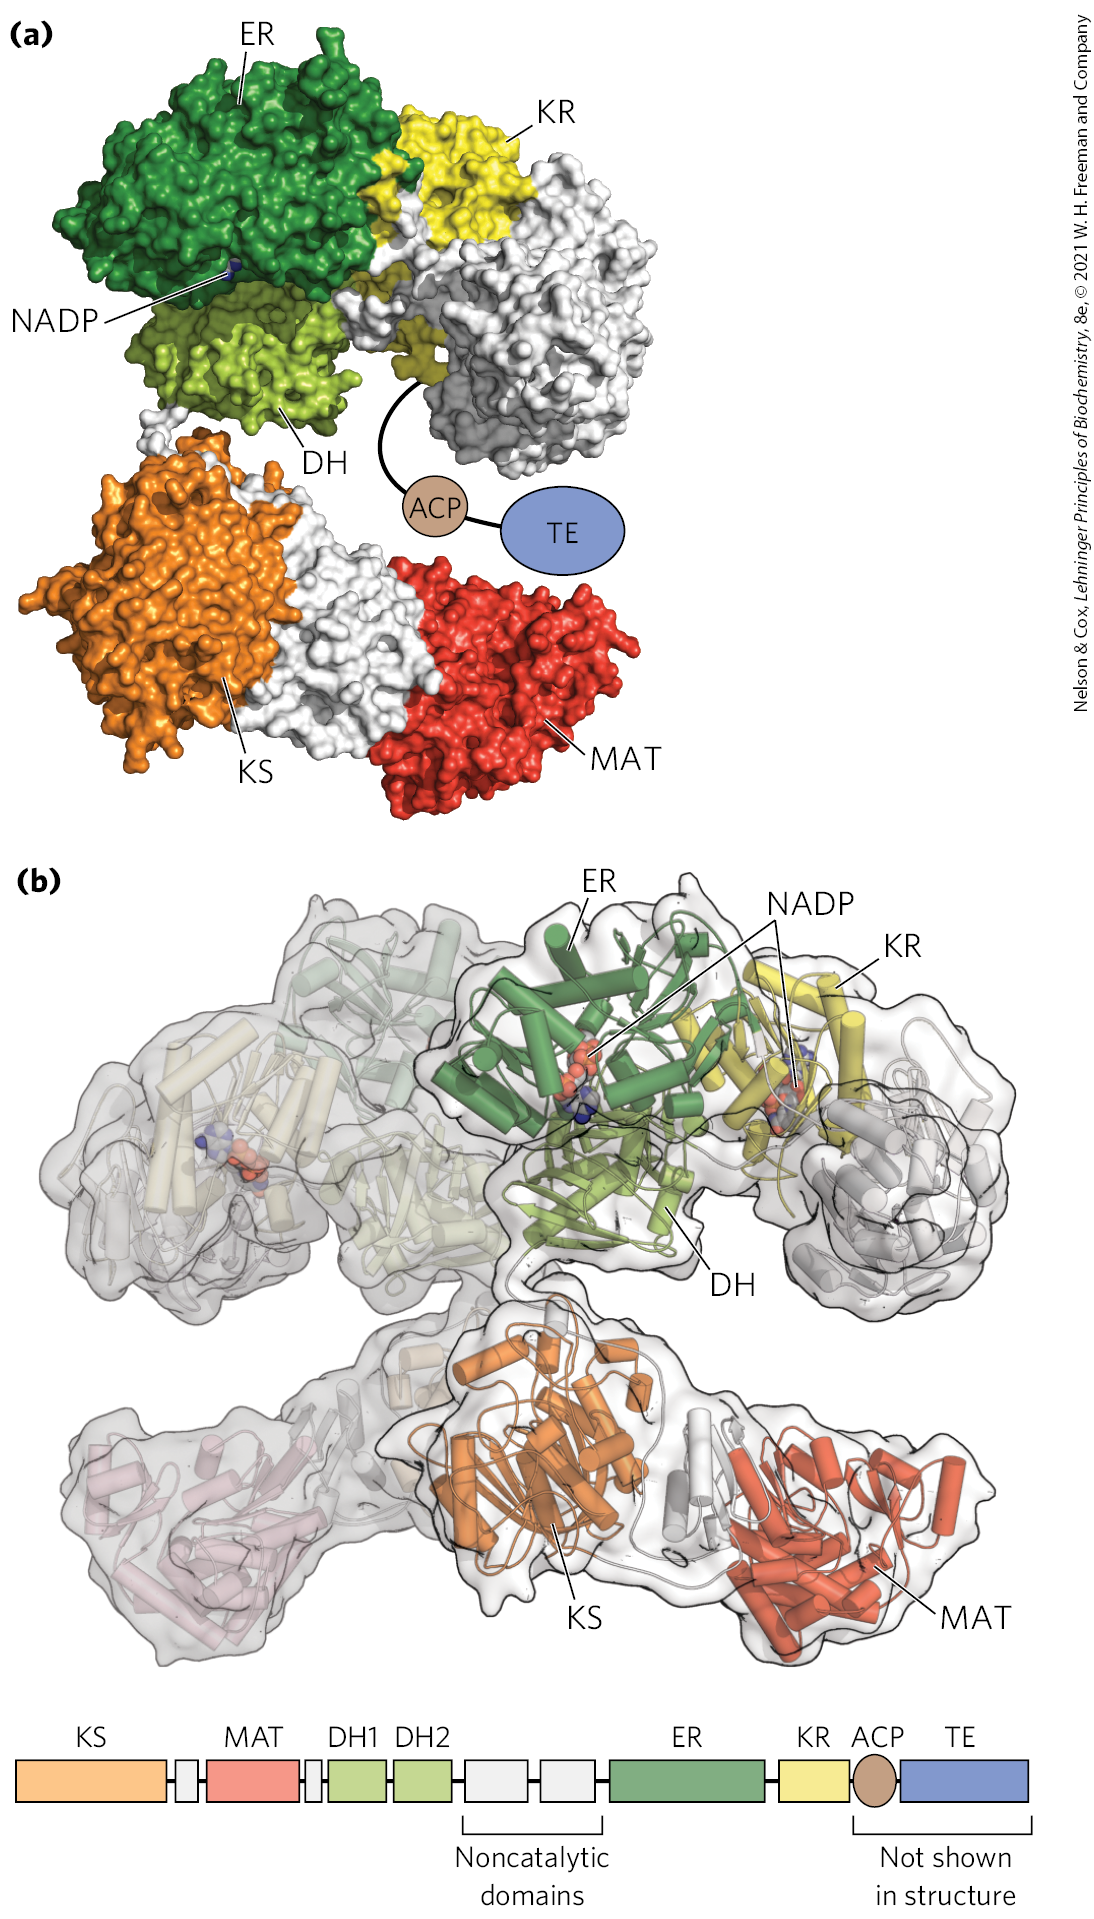 (a)
ER
KR
NADP
DH
ACP
TE
KS
MAT
Nelson & Cox, Lehninger Principles of Biochemistry, 8e, © 2021 W. H. Freeman and Company
(b)
ER
NADP
KR
DH
KS
MAT
KS MAT DH1 DH2 ER KR ACP TE
Noncatalytic
domains
Not shown
in structure